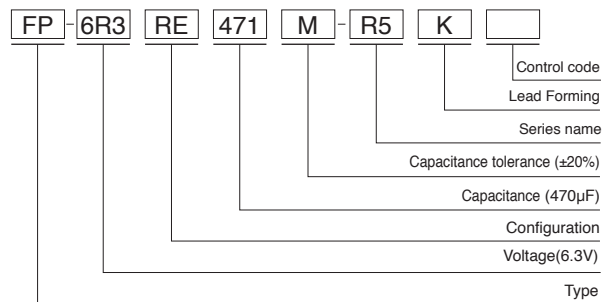 FP - 6R3 RE 471 M - R5 K
Control code
Lead Forming
Series name
Capacitance tolerance (±20%)
Capacitance (470μF)
Configuration
Voltage(6.3V)
Type